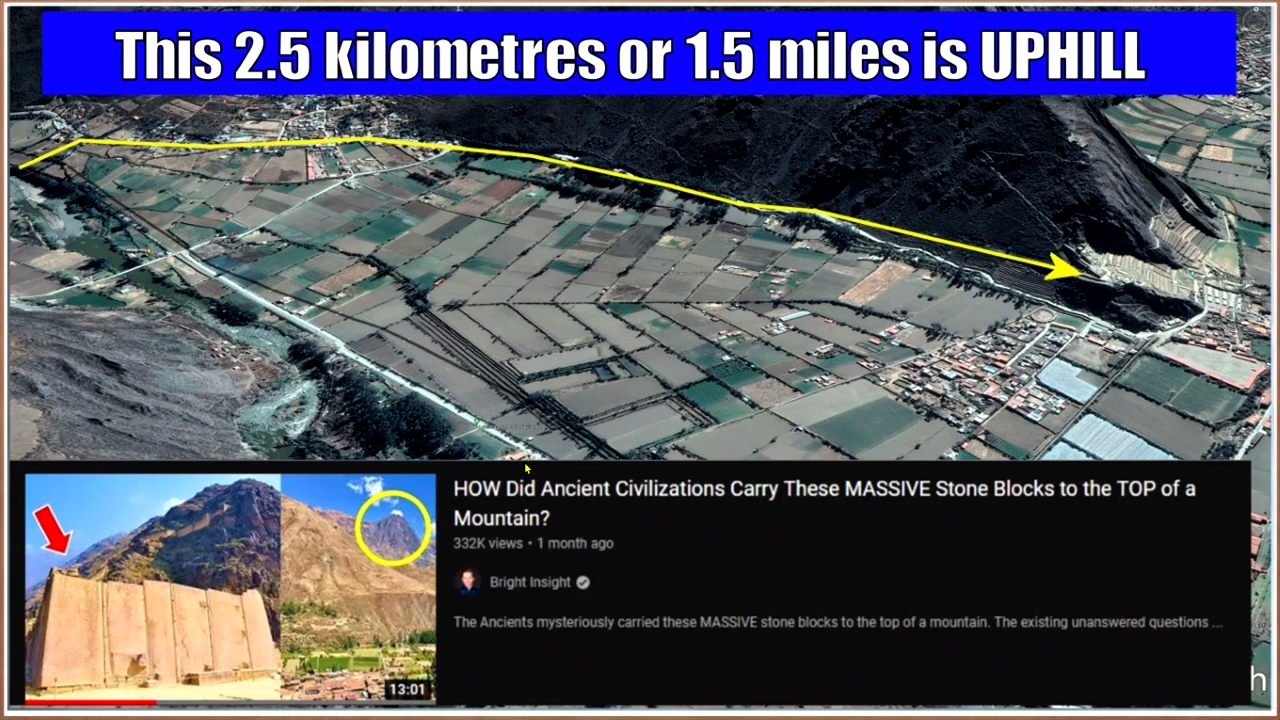 This 2.5 kilometres or 1.5 miles is UPHILL
HOW Did Ancient Civilizations Carry These MASSIVE Stone Blocks to the TOP of a
Mountain?
332K views • 1 month ago
Bright Insight
The Ancients mysteriously carried these MASSIVE stone blocks to the top of a mountain. The existing unanswered questions ...
13:01
h